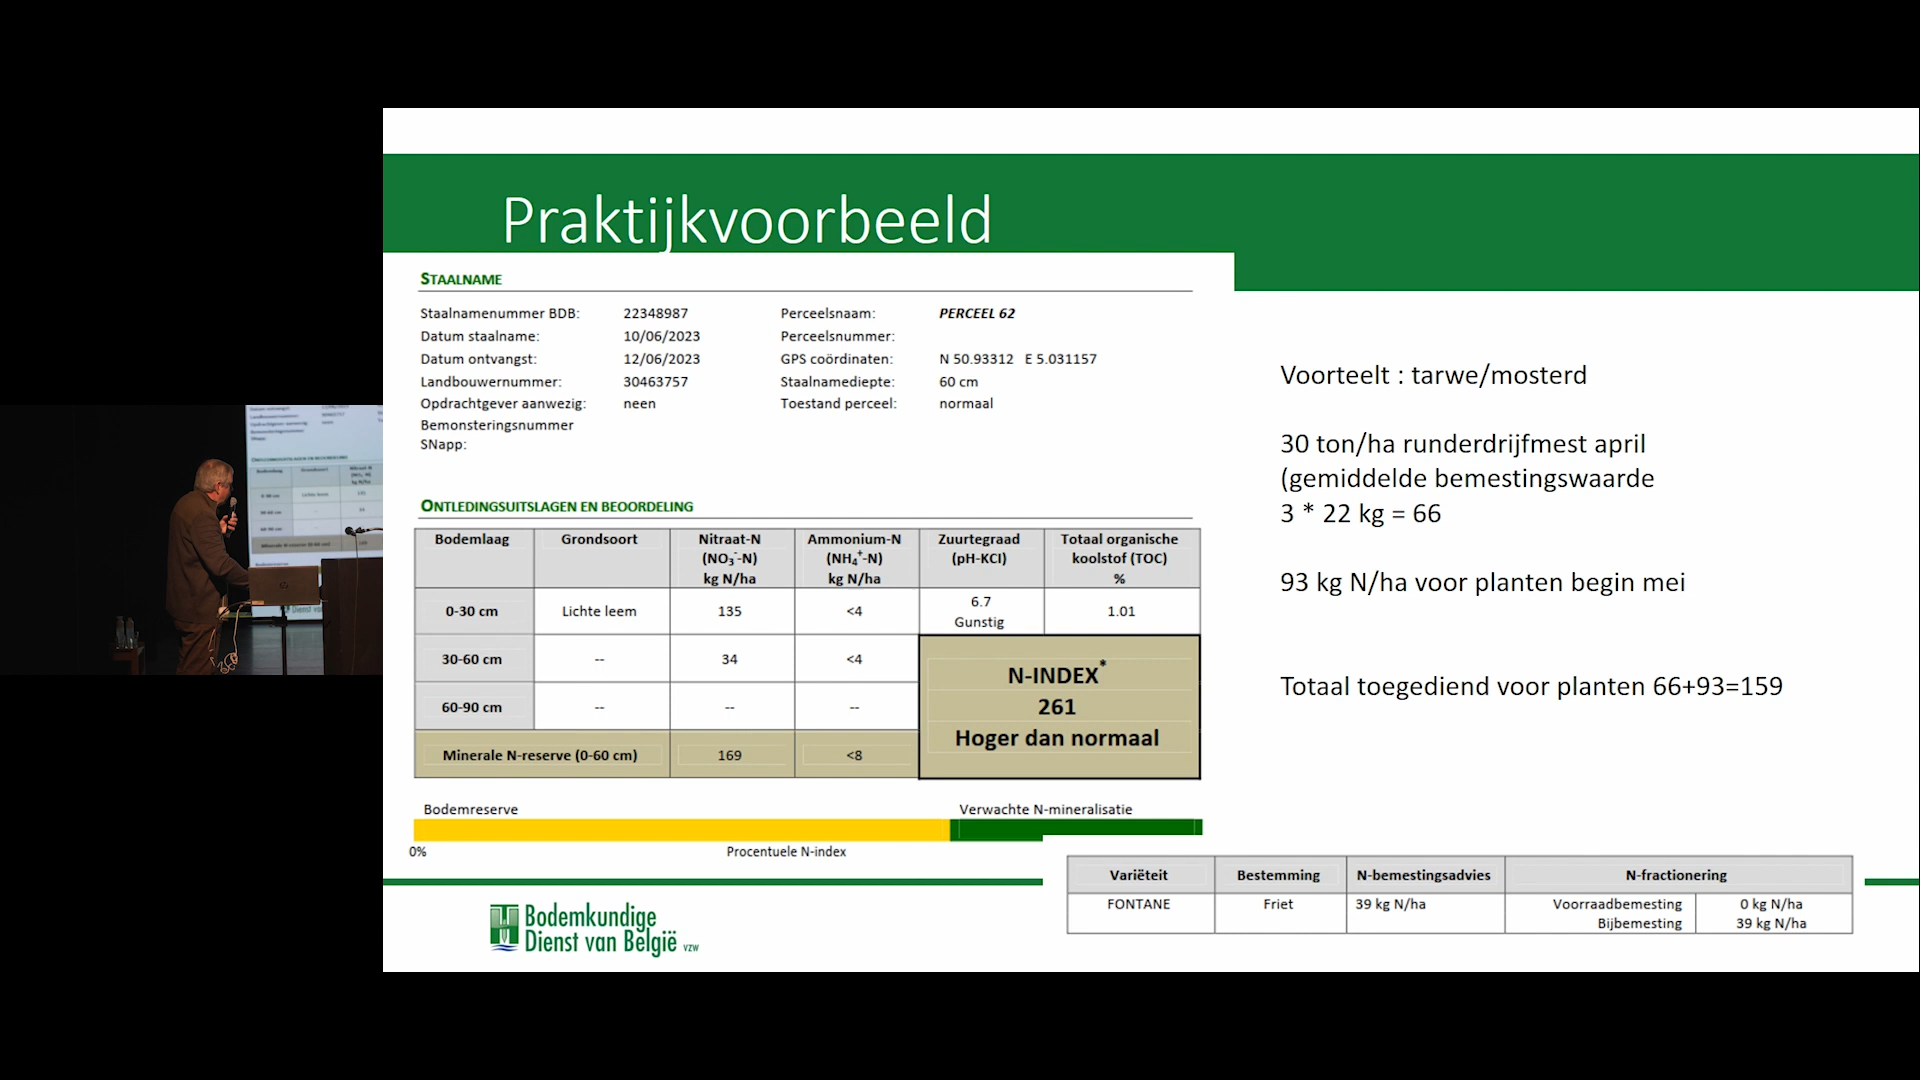 Praktijkvoorbeeld
STAALNAME
Staalnamenummer BDB: 22348987 Perceelsnaam: PERCEEL 62
Datum staalname: 10/06/2023 Perceelsnummer:
Datum ontvangst: 12/06/2023 GPS coördinaten: N 50.93312 E 5.031157
Landbouwernummer: 30463757 Staalnamediepte: 60 cm
Opdrachtgever aanwezig: neen Toestand perceel: normaal
Bemonsteringsnummer
SNapp:
ONTLEDINGSUITSLAGEN EN BEOORDELING
Bodemlaag Grondsoort Nitraat-N Ammonium-N Zuurtegraad Totaal organische
(NO3⁻-N) (NH4⁺-N) (pH-KCl) koolstof (TOC)
kg N/ha kg N/ha %
0-30 cm Lichte leem 135 <4 6.7 1.01
Gunstig
30-60 cm -- 34 <4
60-90 cm -- -- --
Minerale N-reserve (0-60 cm) 169 <8
N-INDEX*
261
Hoger dan normaal
Bodemreserve Verwachte N-mineralisatie
0% Procentuele N-index
Voorteelt : tarwe/mosterd
30 ton/ha runderdrijfmest april
(gemiddelde bemestingswaarde
3 * 22 kg = 66
93 kg N/ha voor planten begin mei
Totaal toegediend voor planten 66+93=159
Variëteit Bestemming N-bemestingsadvies N-fractionering
FONTANE Friet 39 kg N/ha Voorraadbemesting 0 kg N/ha
Bijbemesting 39 kg N/ha
Bodemkundige
Dienst van België vzw